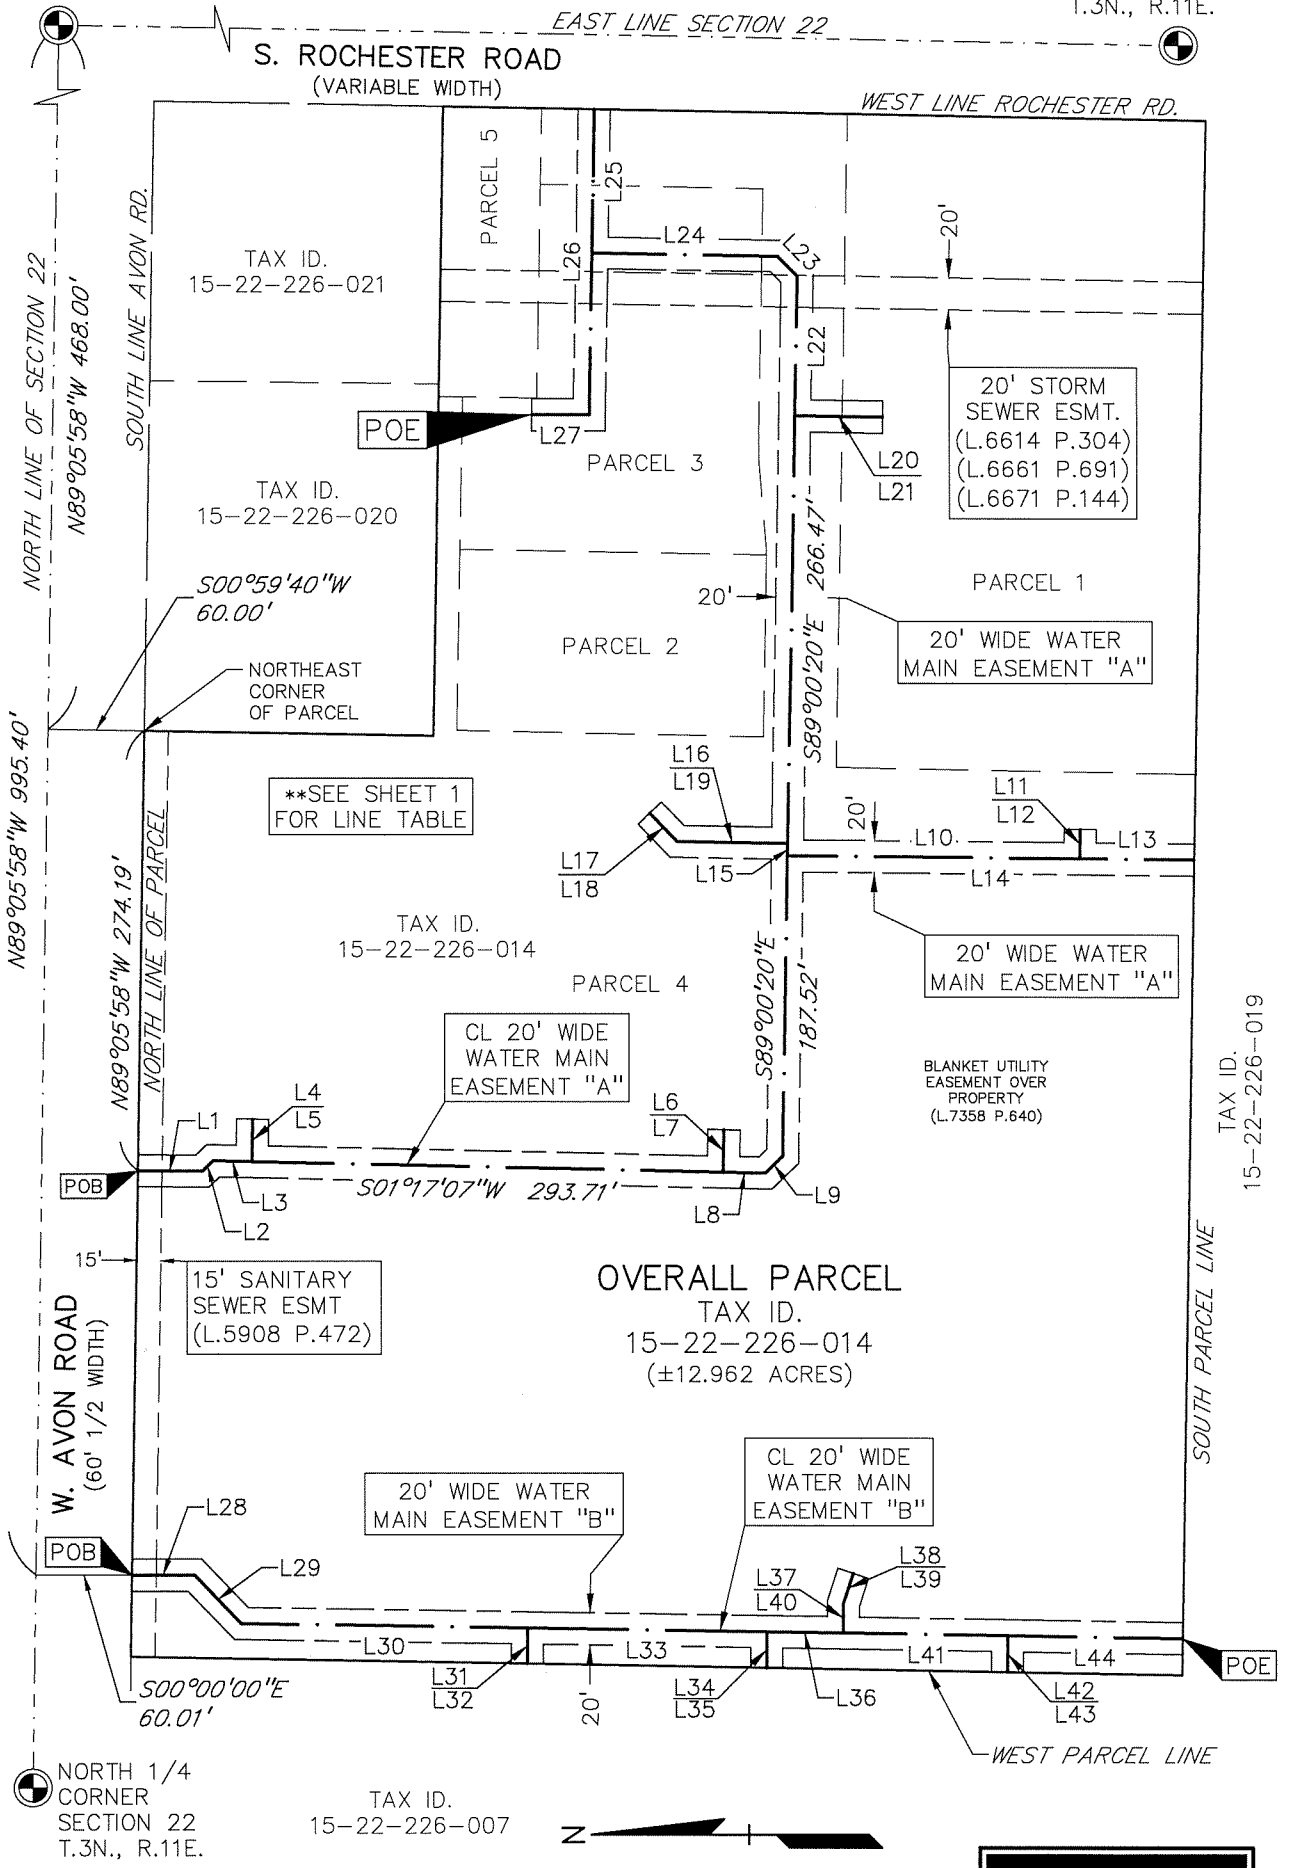 T.3N., R.11E.
EAST LINE SECTION 22
S. ROCHESTER ROAD
(VARIABLE WIDTH)
WEST LINE ROCHESTER RD.
PARCEL 5
L25
L24
L23
L26
20'
TAX ID.
15-22-226-021
SOUTH LINE AVON RD.
NORTH LINE OF SECTION 22
N89°05'58"W 468.00'
L22
20' STORM
SEWER ESMT.
(L.6614 P.304)
(L.6661 P.691)
(L.6671 P.144)
POE
L27
PARCEL 3
L20
L21
TAX ID.
15-22-226-020
S89°00'20"E 266.47'
S00°59'40"W
60.00'
PARCEL 1
20'
PARCEL 2
20' WIDE WATER
MAIN EASEMENT "A"
NORTHEAST
CORNER
OF PARCEL
N89°05'58"W 995.40'
L16
L19
**SEE SHEET 1
FOR LINE TABLE
L11
L12
20'
L10
L13
L17
L18
L15
L14
NORTH LINE OF PARCEL
N89°05'58"W 274.19'
TAX ID.
15-22-226-014
20' WIDE WATER
MAIN EASEMENT "A"
PARCEL 4
S89°00'20"E
187.52'
CL 20' WIDE
WATER MAIN
EASEMENT "A"
BLANKET UTILITY
EASEMENT OVER
PROPERTY
(L.7358 P.640)
TAX ID.
15-22-226-019
L1
L4
L5
L6
L7
POB
S01°17'07"W 293.71'
L3
L2
L8
L9
15'
15' SANITARY
SEWER ESMT
(L.5908 P.472)
OVERALL PARCEL
TAX ID.
15-22-226-014
(±12.962 ACRES)
SOUTH PARCEL LINE
W. AVON ROAD
(60' 1/2 WIDTH)
CL 20' WIDE
WATER MAIN
EASEMENT "B"
20' WIDE WATER
MAIN EASEMENT "B"
L28
POB
L29
L38
L39
L37
L40
L30
L33
L41
L44
POE
L31
L32
20'
L34
L35
L36
L42
L43
S00°00'00"E
60.01'
WEST PARCEL LINE
NORTH 1/4
CORNER
SECTION 22
T.3N., R.11E.
TAX ID.
15-22-226-007
N